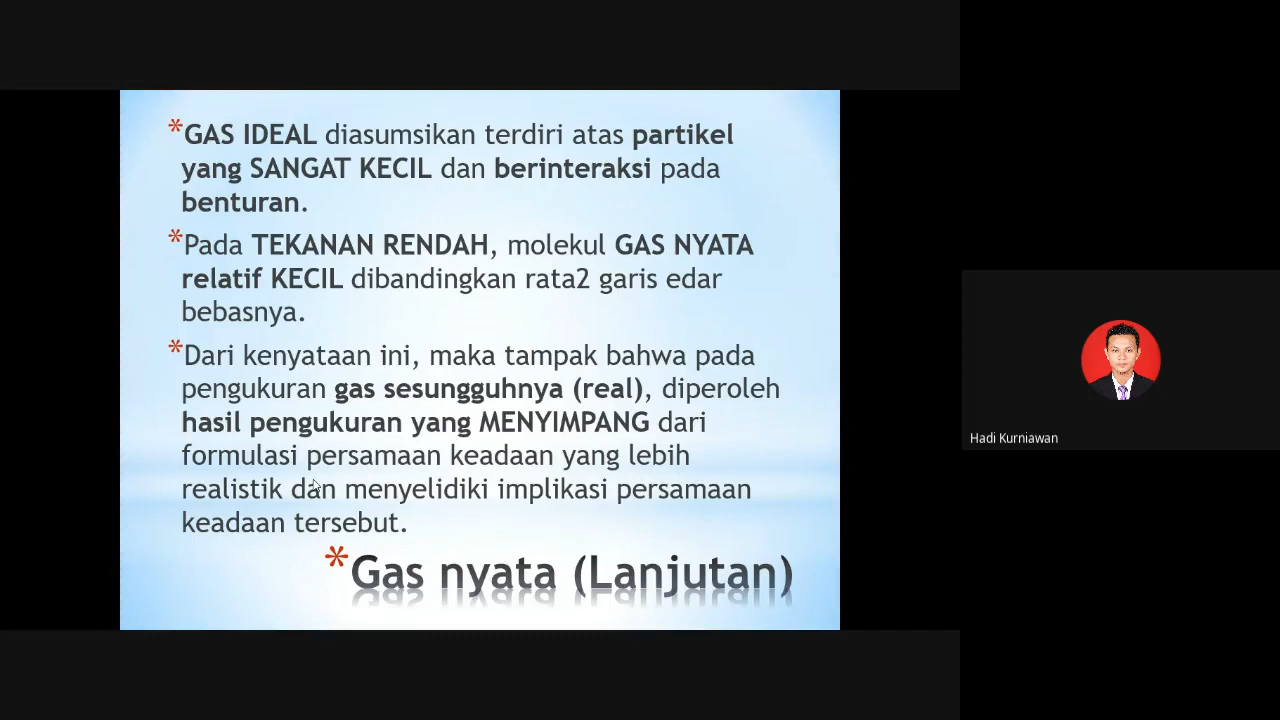 *GAS IDEAL diasumsikan terdiri atas partikel
yang SANGAT KECIL dan berinteraksi pada
benturan.
*Pada TEKANAN RENDAH, molekul GAS NYATA
relatif KECIL dibandingkan rata2 garis edar
bebasnya.
*Dari kenyataan ini, maka tampak bahwa pada
pengukuran gas sesungguhnya (real), diperoleh
hasil pengukuran yang MENYIMPANG dari
formulasi persamaan keadaan yang lebih
realistik dan menyelidiki implikasi persamaan
keadaan tersebut.
*Gas nyata (Lanjutan)
Hadi Kurniawan